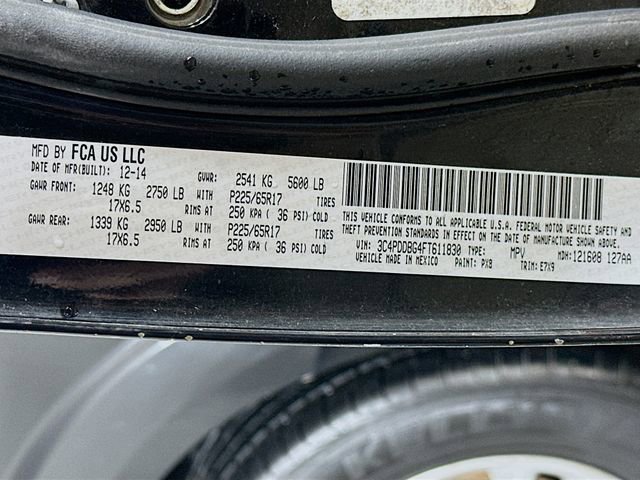 MFD BY FCA US LLC
DATE OF MFR(BUILT): 12-14 GVWR: 2541 KG 5600 LB
GAWR FRONT: 1248 KG 2750 LB WITH P225/65R17 TIRES
17X6.5 RIMS AT 250 KPA ( 36 PSI) COLD
GAWR REAR: 1339 KG 2950 LB WITH P225/65R17 TIRES
17X6.5 RIMS AT 250 KPA ( 36 PSI) COLD
THIS VEHICLE CONFORMS TO ALL APPLICABLE U.S.A. FEDERAL MOTOR VEHICLE SAFETY, BUMPER, AND
THEFT PREVENTION STANDARDS IN EFFECT ON THE DATE OF MANUFACTURE SHOWN ABOVE.
VIN: 3C4PDDBG4FT611830 TYPE: MPV MDH: 121608 127AA
VEHICLE MADE IN MEXICO PAINT: PX8 TRIM: E7X9
KELLY